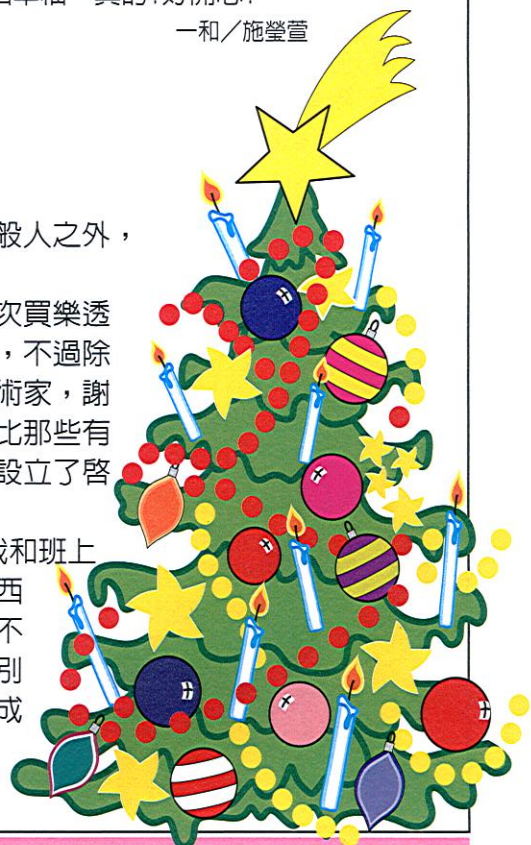 一和／施瑩萱
般人之外，
次買樂透
，不過除
術家，謝
比那些有
設立了啓
我和班上
西
不
別
成